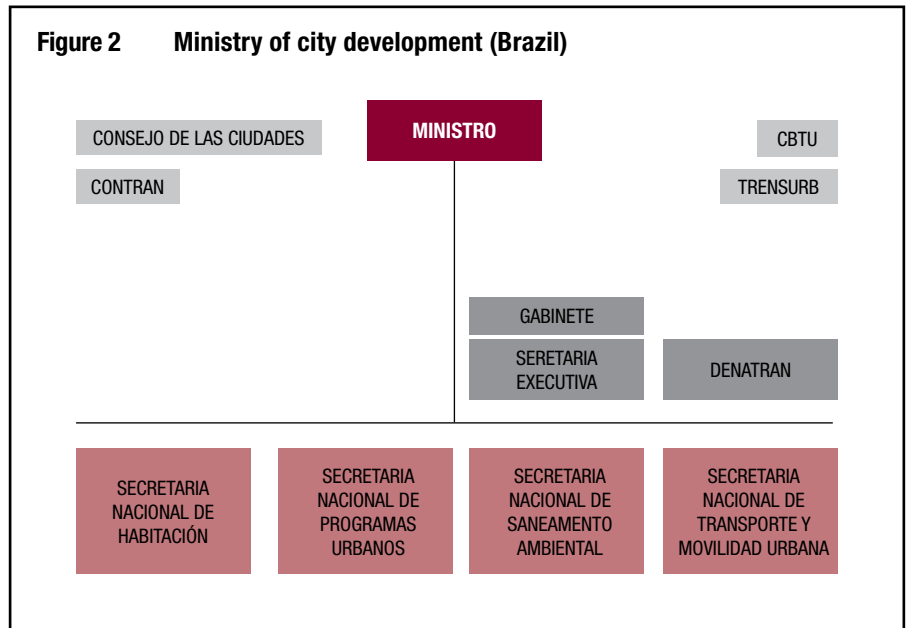 Figure 2 Ministry of city development (Brazil)
MINISTRO
CONSEJO DE LAS CIUDADES
CBTU
CONTRAN
TRENSURB
GABINETE
SERETARIA
EXECUTIVA
DENATRAN
SECRETARIA
NACIONAL DE
HABITACIÓN
SECRETARIA
NACIONAL DE
PROGRAMAS
URBANOS
SECRETARIA
NACIONAL DE
SANEAMENTO
AMBIENTAL
SECRETARIA
NACIONAL DE
TRANSPORTE Y
MOVILIDAD URBANA